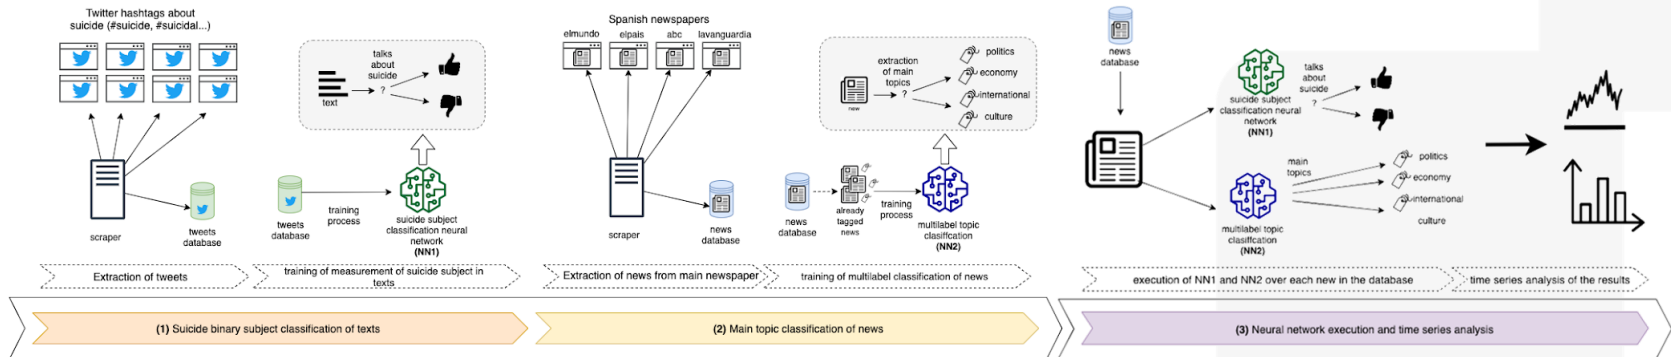 Twitter hashtags about
suicide (#suicide, #suicidal...)
scraper
tweets
database
talks
about
suicide
?
text
tweets
database
training
process
suicide subject
classification neural
network
(NN1)
Extraction of tweets
training of measurement of suicide subject in
texts
(1) Suicide binary subject classification of texts
Spanish newspapers
elmundo
elpais
abc
lavanguardia
scraper
news
database
extraction
of main
topics
?
new
politics
economy
international
culture
news
database
already
tagged
news
training
process
multilabel topic
classiffcation
(NN2)
Extraction of news from main newspaper
training of multilabel classification of news
(2) Main topic classification of news
news
database
suicide subject
classification neural
network
(NN1)
talks
about
suicide
?
main
topics
politics
economy
international
culture
multilabel topic
classiffcation
(NN2)
execution of NN1 and NN2 over each new in the database
time series analysis of the results
(3) Neural network execution and time series analysis